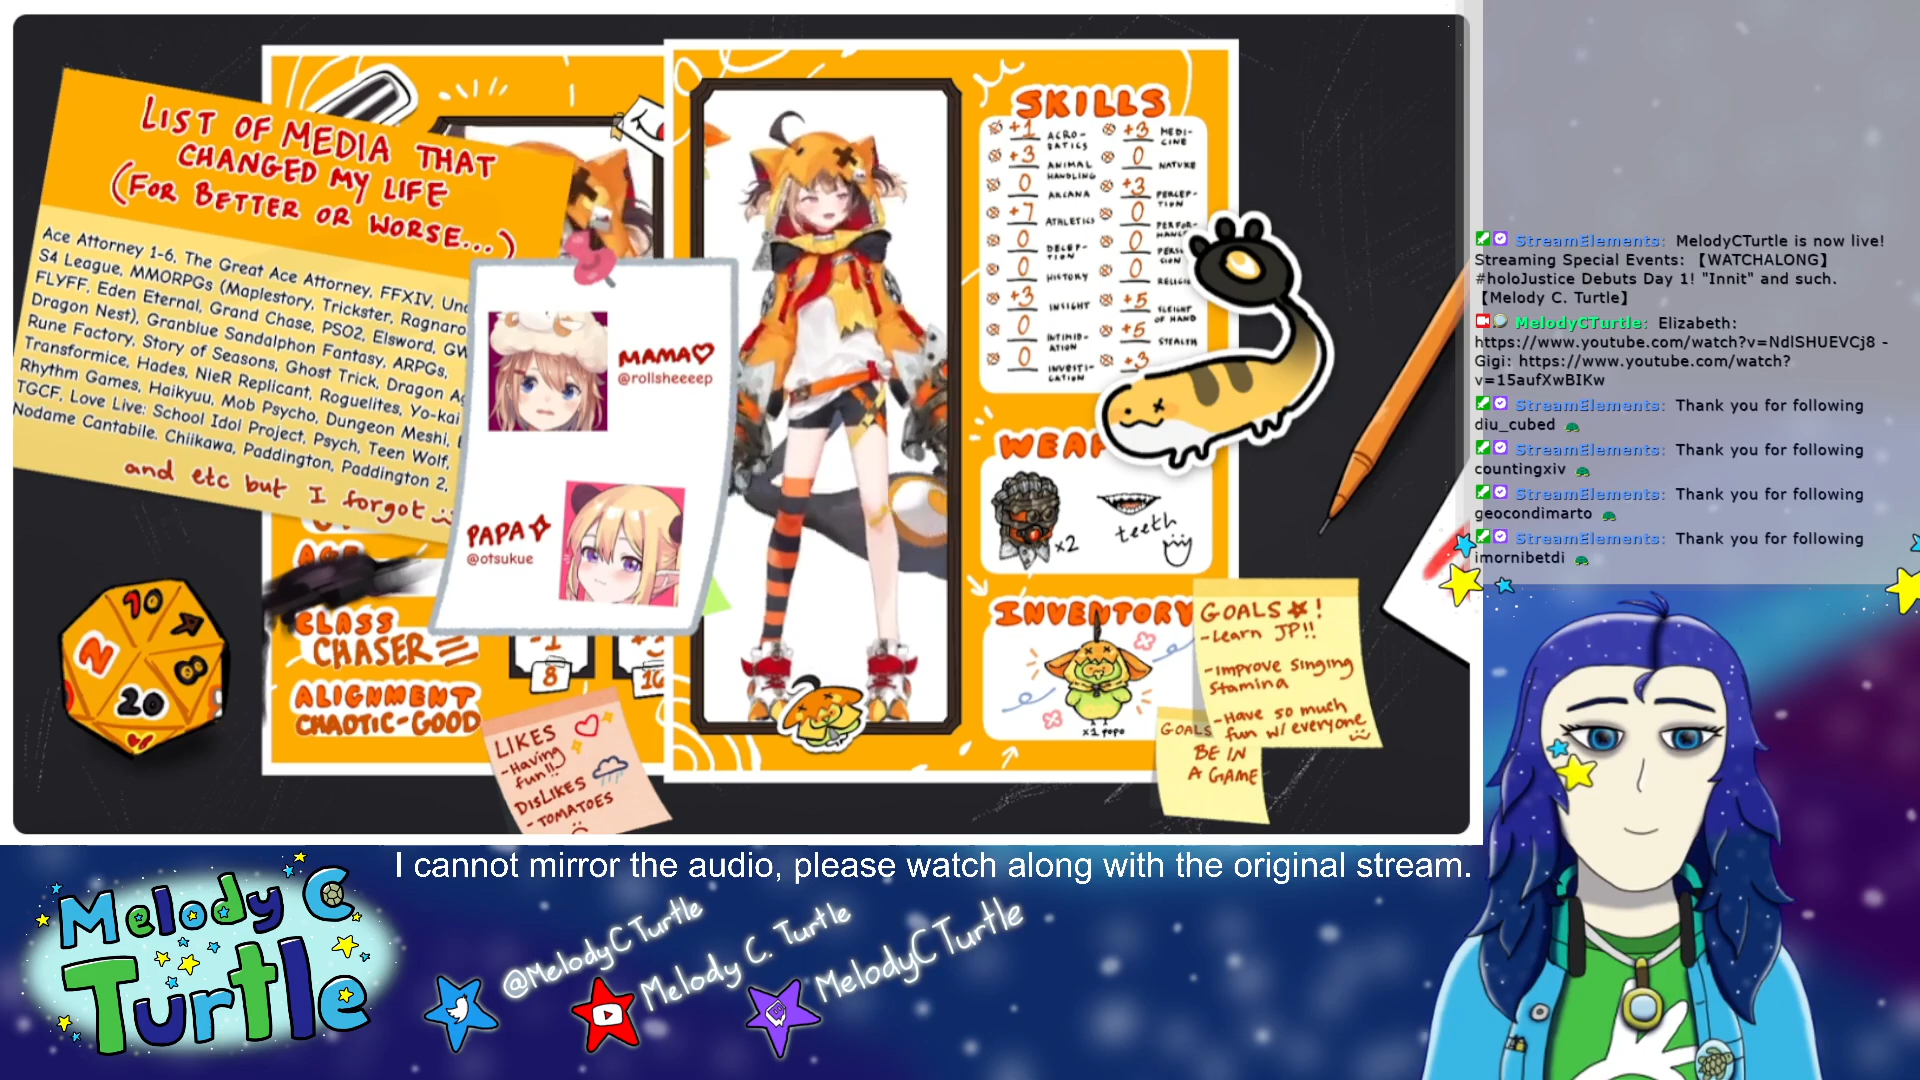 LIST OF MEDIA THAT
CHANGED MY LIFE
(FOR BETTER OR WORSE...)
Ace Attorney 1-6, The Great Ace Attorney, FFXIV,
S4 League, MMORPGs (Maplestory, Trickster,
FLYFF, Eden Eternal, Grand Chase, PSO2, Elsword,
Dragon Nest), Granblue Sandalphon Fantasy, ARPGs,
Rune Factory, Story of Seasons, Ghost Trick, Dragon
Transformice, Hades, NieR Replicant, Roguelites, Yo-kai
Rhythm Games, Haikyuu, Mob Psycho, Dungeon Meshi,
TGCF, Love Live: School Idol Project, Psych, Teen Wolf,
Nodame Cantabile, Chiikawa, Paddington, Paddington 2,
and etc but I forgot
MAMA♡
@rollsheeeep
PAPA
@otsukue
AGE
CLASS
CHASER
ALIGNMENT
CHAOTIC-GOOD
-1
8
LIKES
-Having
fun!!
DISLIKES
-TOMATOES
10
2
8
20
SKILLS
+1 ACRO-BATICS
+3 ANIMAL HANDLING
0 ARCANA
+7 ATHLETICS
0 DECEP-TION
0 HISTORY
+3 INSIGHT
0 INTIMID-ATION
0 INVESTI-GATION
+3 MEDI-CINE
0 NATURE
+3 PERCEP-TION
0
0
0
+5 SLEIGHT OF HAND
+5 STEALTH
+3
x2
teeth
INVENTORY
x1 popo
GOALS !
-Learn JP!!
-improve singing
stamina
-Have so much
fun w/ everyone
GOALS
BE IN
A GAME
StreamElements: MelodyCTurtle is now live!
Streaming Special Events: 【WATCHALONG】
#holoJustice Debuts Day 1! "Innit" and such.
【Melody C. Turtle】
MelodyCTurtle: Elizabeth:
https://www.youtube.com/watch?v=NdlSHUEVCj8 -
Gigi: https://www.youtube.com/watch?
v=15aufXwBIKw
StreamElements: Thank you for following
diu_cubed
StreamElements: Thank you for following
countingxiv
StreamElements: Thank you for following
geocondimarto
StreamElements: Thank you for following
imornibetdi
I cannot mirror the audio, please watch along with the original stream.
Melody C.
Turtle
@MelodyCTurtle
Melody C. Turtle
MelodyCTurtle